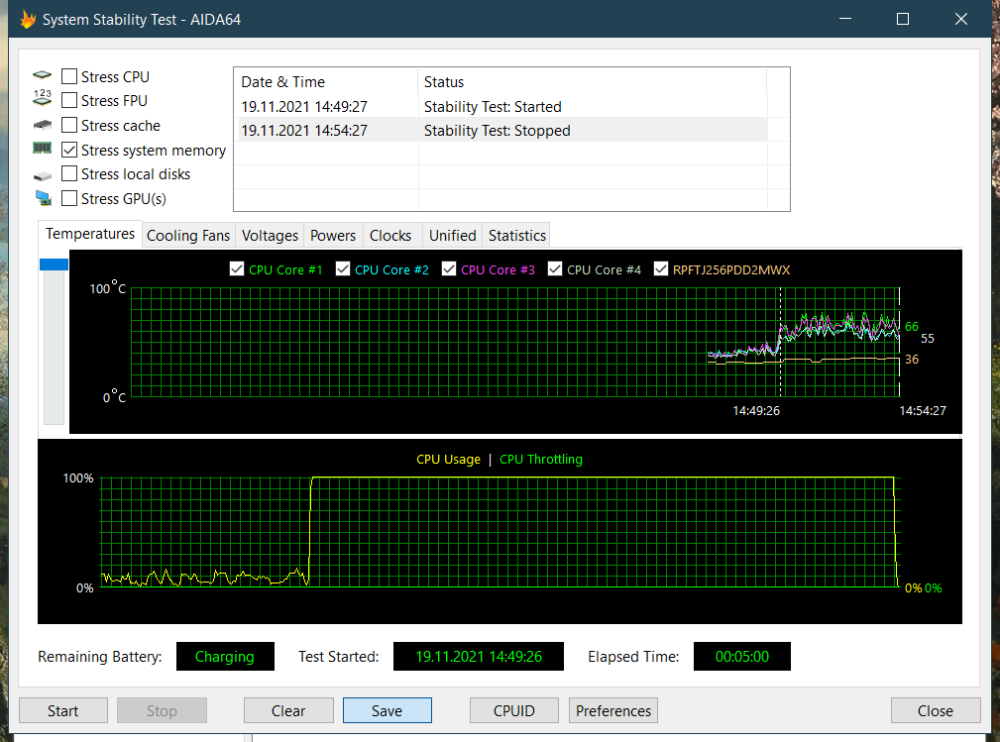 System Stability Test - AIDA64
Stress CPU
123
Stress FPU
Stress cache
Stress system memory
Stress local disks
Stress GPU(s)
Date & Time Status
19.11.2021 14:49:27 Stability Test: Started
19.11.2021 14:54:27 Stability Test: Stopped
Temperatures Cooling Fans Voltages Powers Clocks Unified Statistics
CPU Core #1 CPU Core #2 CPU Core #3 CPU Core #4 RPFTJ256PDD2MWX
100°C
66
55
36
0°C
14:49:26 14:54:27
CPU Usage | CPU Throttling
100%
0% 0% 0%
Remaining Battery: Charging Test Started: 19.11.2021 14:49:26 Elapsed Time: 00:05:00
Start Stop Clear Save CPUID Preferences Close